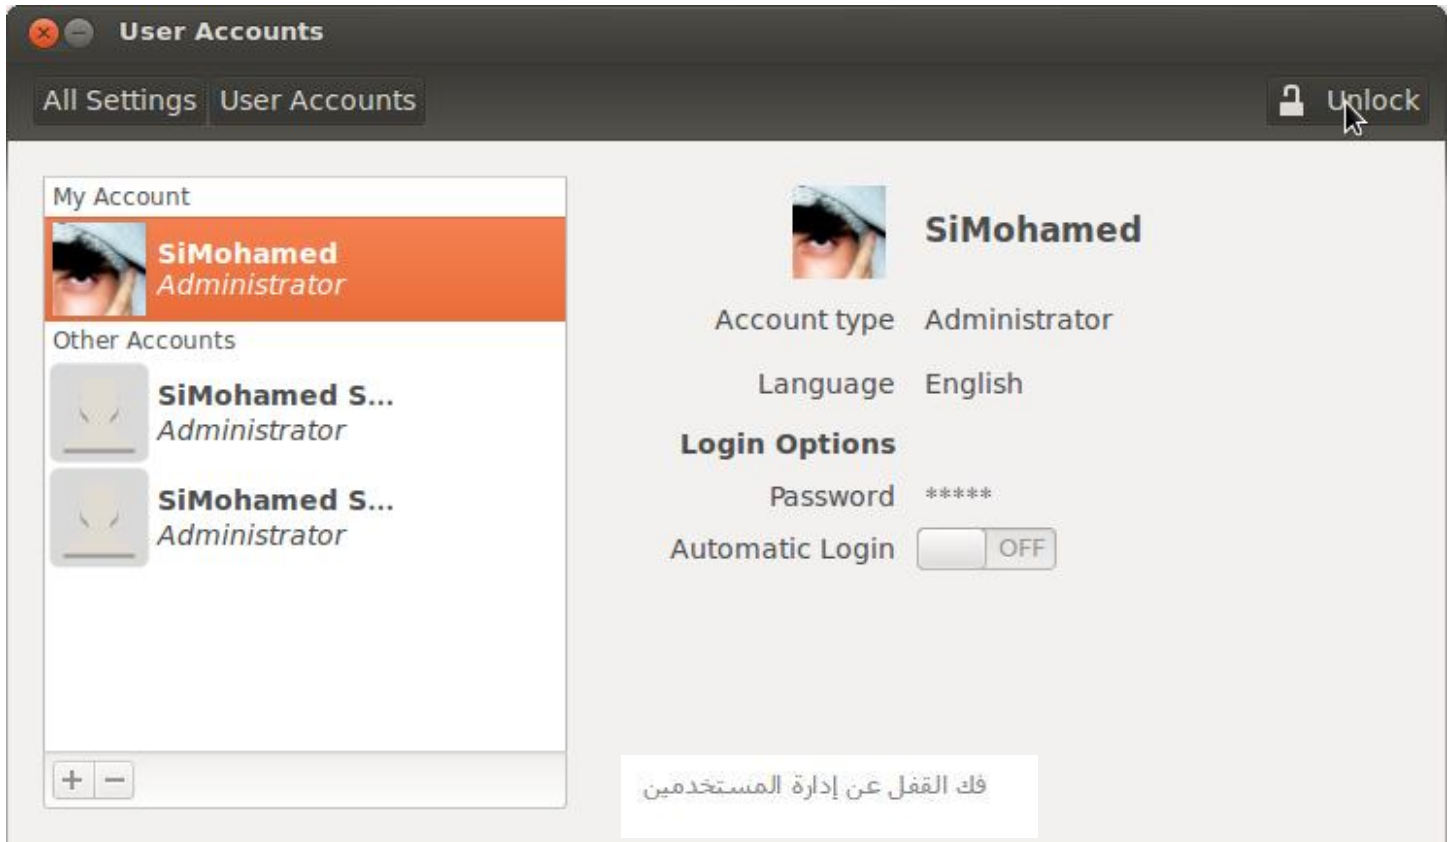 User Accounts
All Settings User Accounts Unlock
My Account
SiMohamed
Administrator
Other Accounts
SiMohamed S...
Administrator
SiMohamed S...
Administrator
SiMohamed
Account type Administrator
Language English
Login Options
Password *****
Automatic Login OFF
فك القفل عن إدارة المستخدمين